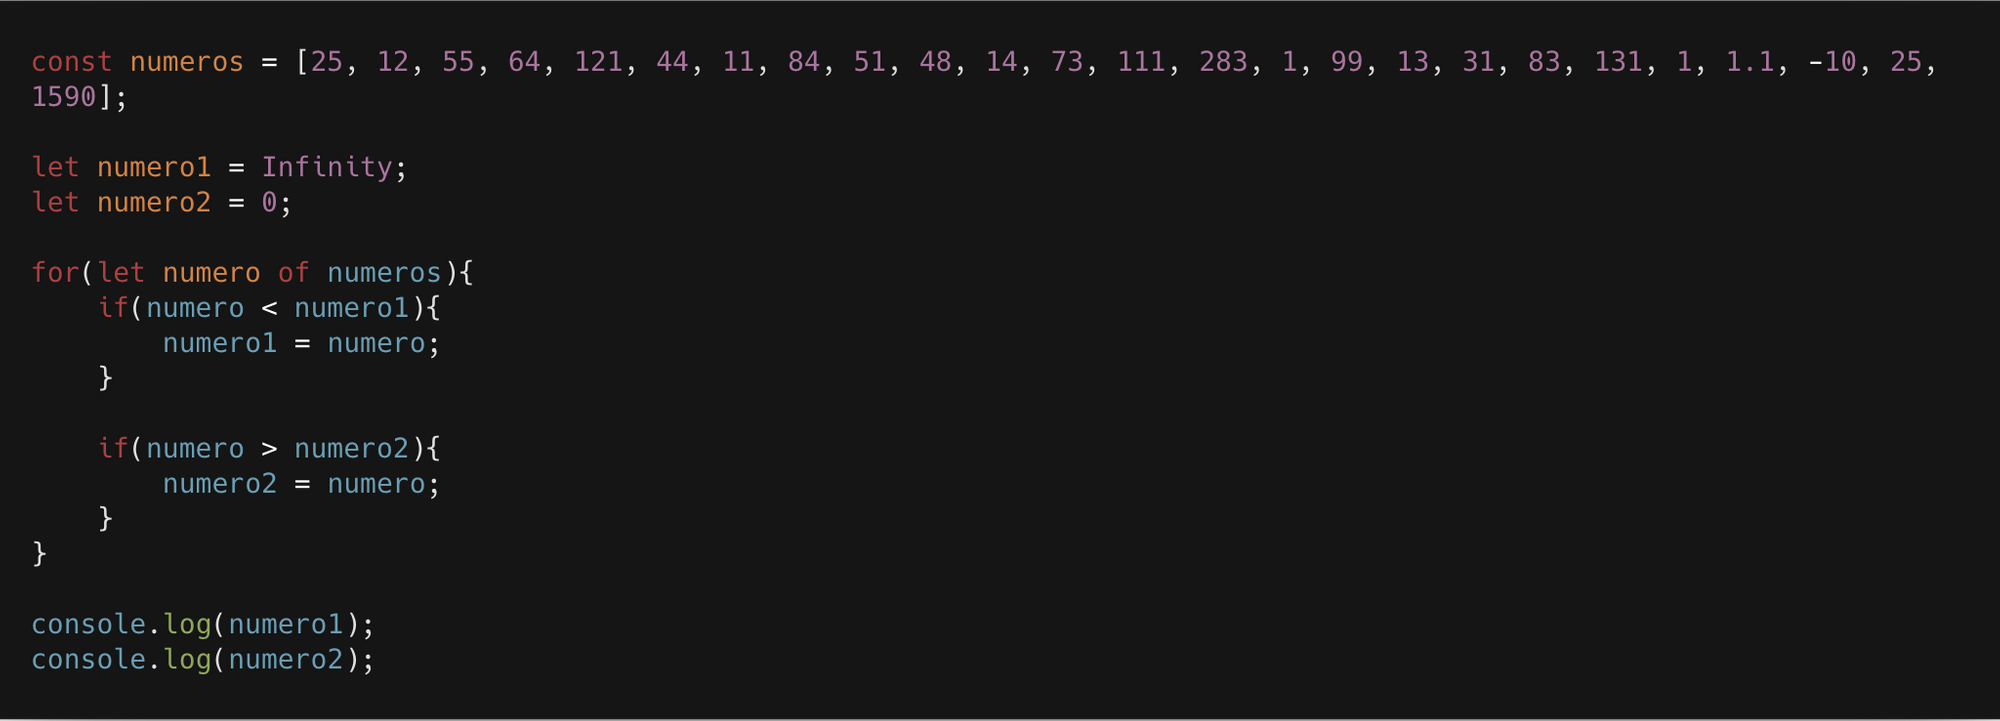 const numeros = [25, 12, 55, 64, 121, 44, 11, 84, 51, 48, 14, 73, 111, 283, 1, 99, 13, 31, 83, 131, 1, 1.1, -10, 25,
1590];
let numero1 = Infinity;
let numero2 = 0;
for(let numero of numeros){
    if(numero < numero1){
        numero1 = numero;
    }
    if(numero > numero2){
        numero2 = numero;
    }
}
console.log(numero1);
console.log(numero2);